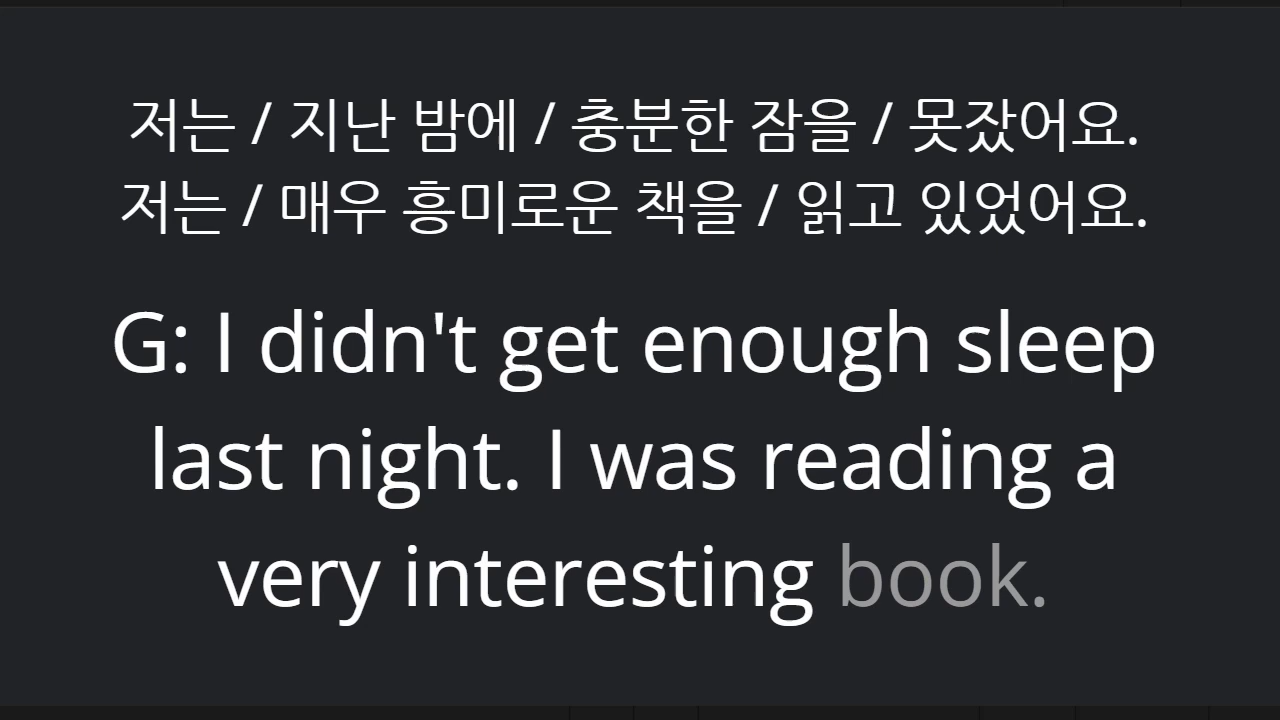 저는 / 지난 밤에 / 충분한 잠을 / 못잤어요.
저는 / 매우 흥미로운 책을 / 읽고 있었어요.
G: I didn't get enough sleep
last night. I was reading a
very interesting book.